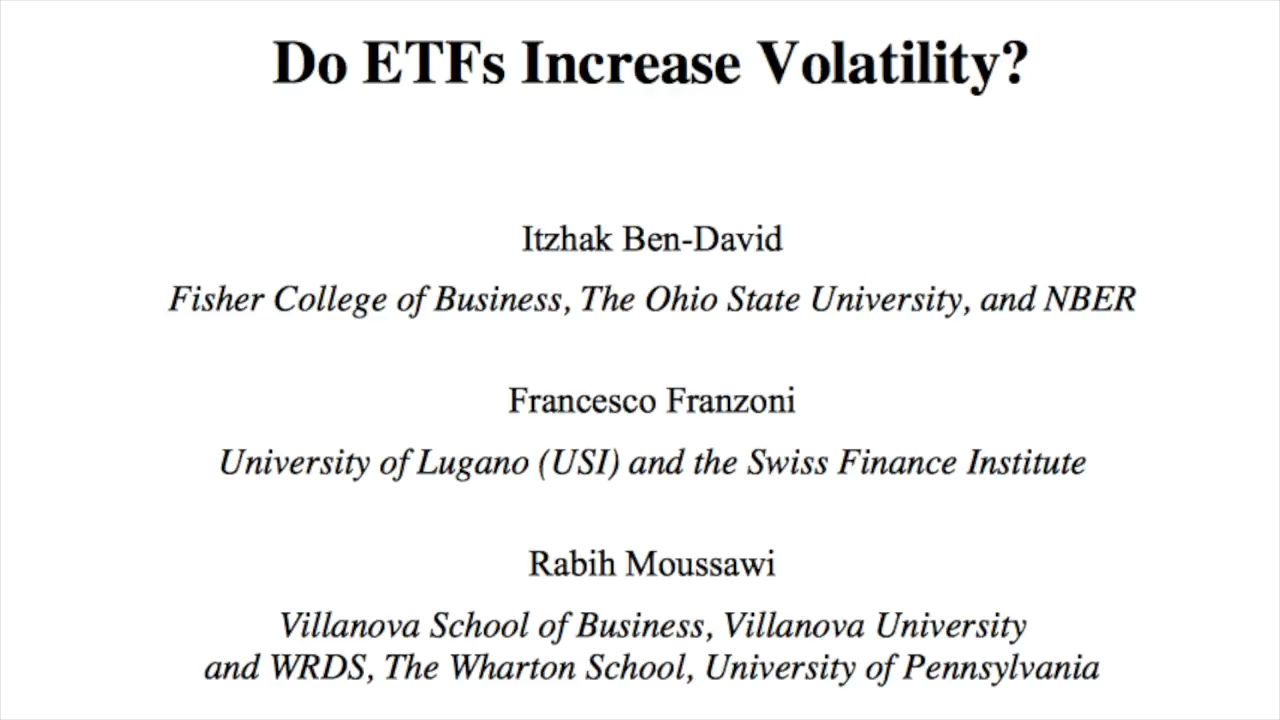 Do ETFs Increase Volatility?
Itzhak Ben-David
Fisher College of Business, The Ohio State University, and NBER
Francesco Franzoni
University of Lugano (USI) and the Swiss Finance Institute
Rabih Moussawi
Villanova School of Business, Villanova University
and WRDS, The Wharton School, University of Pennsylvania